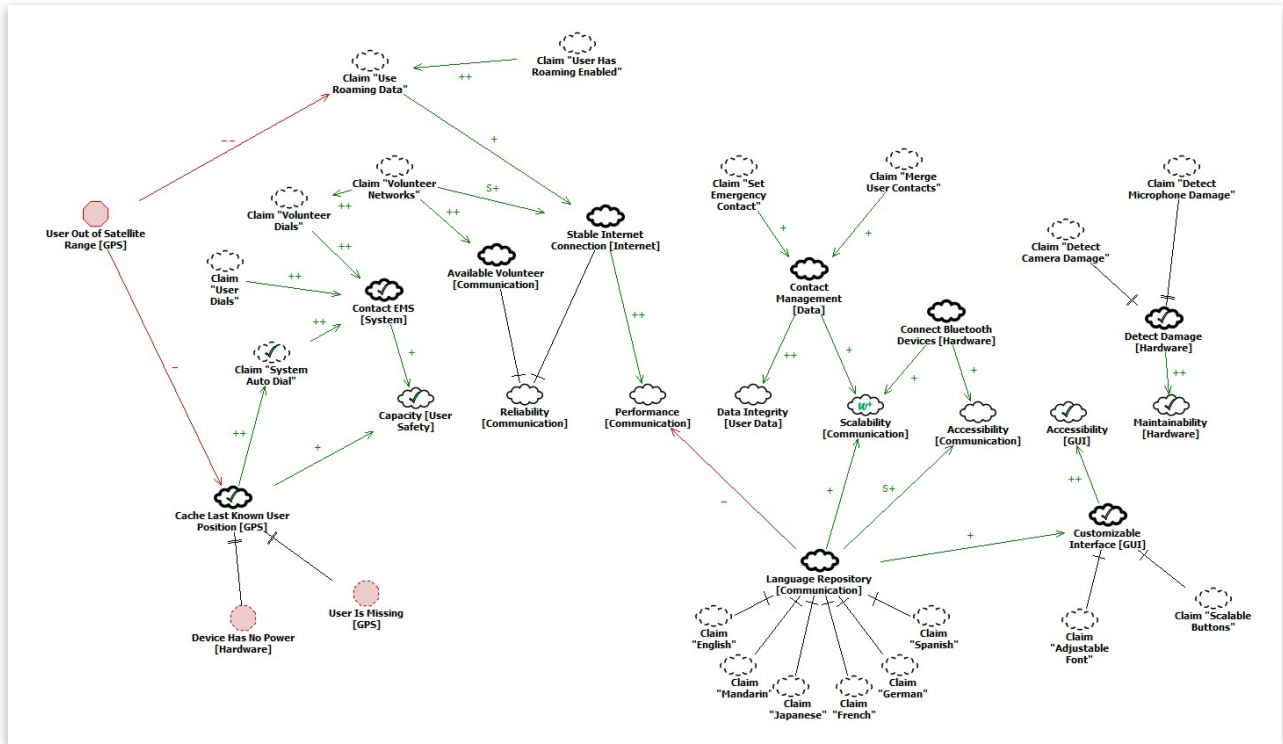 Claim "User Has
Roaming Enabled"
++
Claim "Use
Roaming Data"
--
+
Claim "Volunteer
Networks"
Claim "Volunteer
Dials"
++
S+
++
++
User Out of Satellite
Range [GPS]
Stable Internet
Connection [Internet]
Available Volunteer
[Communication]
Claim
"User
Dials"
++
Contact EMS
[System]
++
Claim "System
Auto Dial"
+
++
-
Capacity [User
Safety]
Reliability
[Communication]
Performance
[Communication]
++
+
Cache Last Known User
Position [GPS]
Device Has No Power
[Hardware]
User Is Missing
[GPS]
Claim "Set
Emergency
Contact"
Claim "Merge
User Contacts"
+
+
Contact
Management
[Data]
Connect Bluetooth
Devices [Hardware]
++
+
+
+
Data Integrity
[User Data]
W+
Scalability
[Communication]
Accessibility
[Communication]
Claim "Detect
Microphone Damage"
Claim "Detect
Camera Damage"
Detect Damage
[Hardware]
++
Accessibility
[GUI]
Maintainability
[Hardware]
++
-
+
S+
+
Customizable
Interface [GUI]
Language Repository
[Communication]
Claim
"English"
Claim
"Mandarin'
Claim
"Japanese"
Claim
"French"
Claim
"German"
Claim
"Spanish"
Claim
"Adjustable
Font"
Claim "Scalable
Buttons"